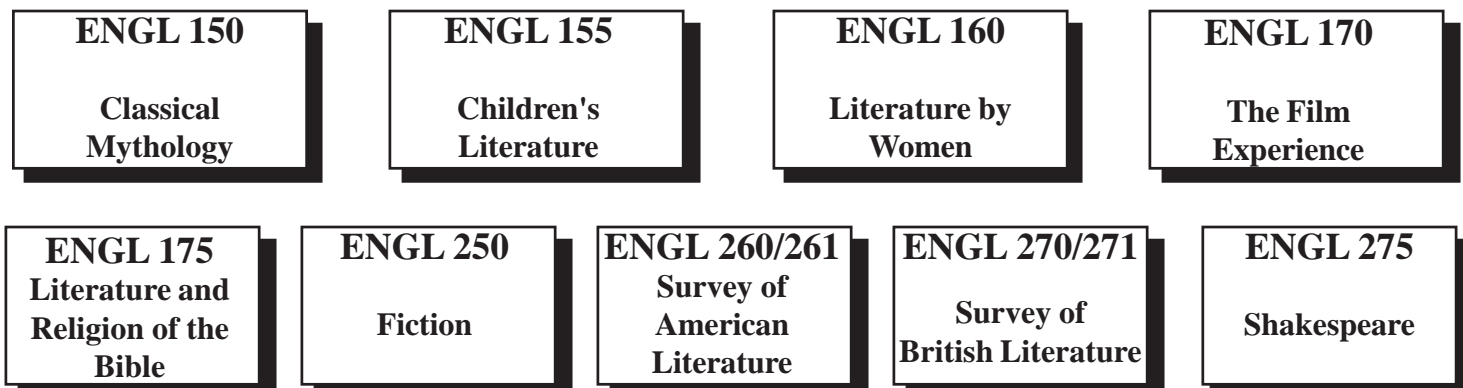 ENGL 150
Classical
Mythology
ENGL 155
Children's
Literature
ENGL 160
Literature by
Women
ENGL 170
The Film
Experience
ENGL 175
Literature and
Religion of the
Bible
ENGL 250
Fiction
ENGL 260/261
Survey of
American
Literature
ENGL 270/271
Survey of
British Literature
ENGL 275
Shakespeare